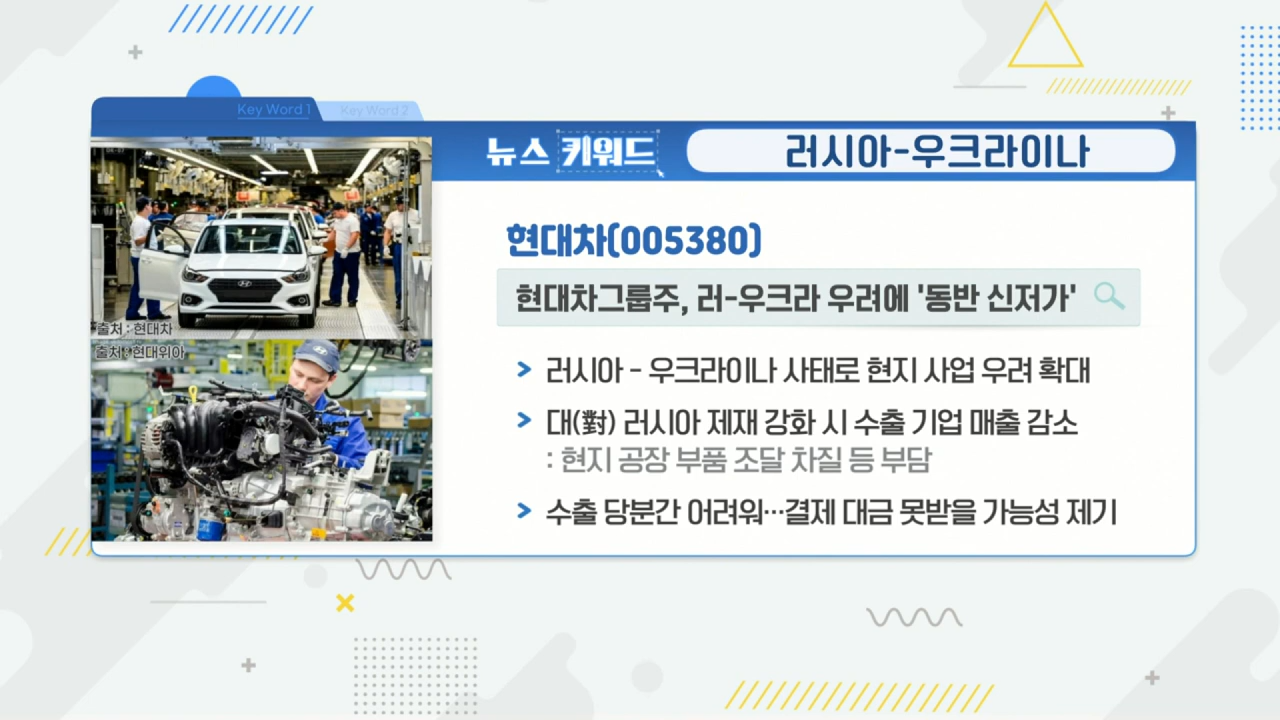 Key Word 1
Key Word 2
뉴스 키워드
러시아-우크라이나
현대차(005380)
현대차그룹주, 러-우크라 우려에 '동반 신저가'
출처 : 현대차
출처 : 현대위아
> 러시아 - 우크라이나 사태로 현지 사업 우려 확대
> 대(對) 러시아 제재 강화 시 수출 기업 매출 감소
: 현지 공장 부품 조달 차질 등 부담
> 수출 당분간 어려워…결제 대금 못받을 가능성 제기